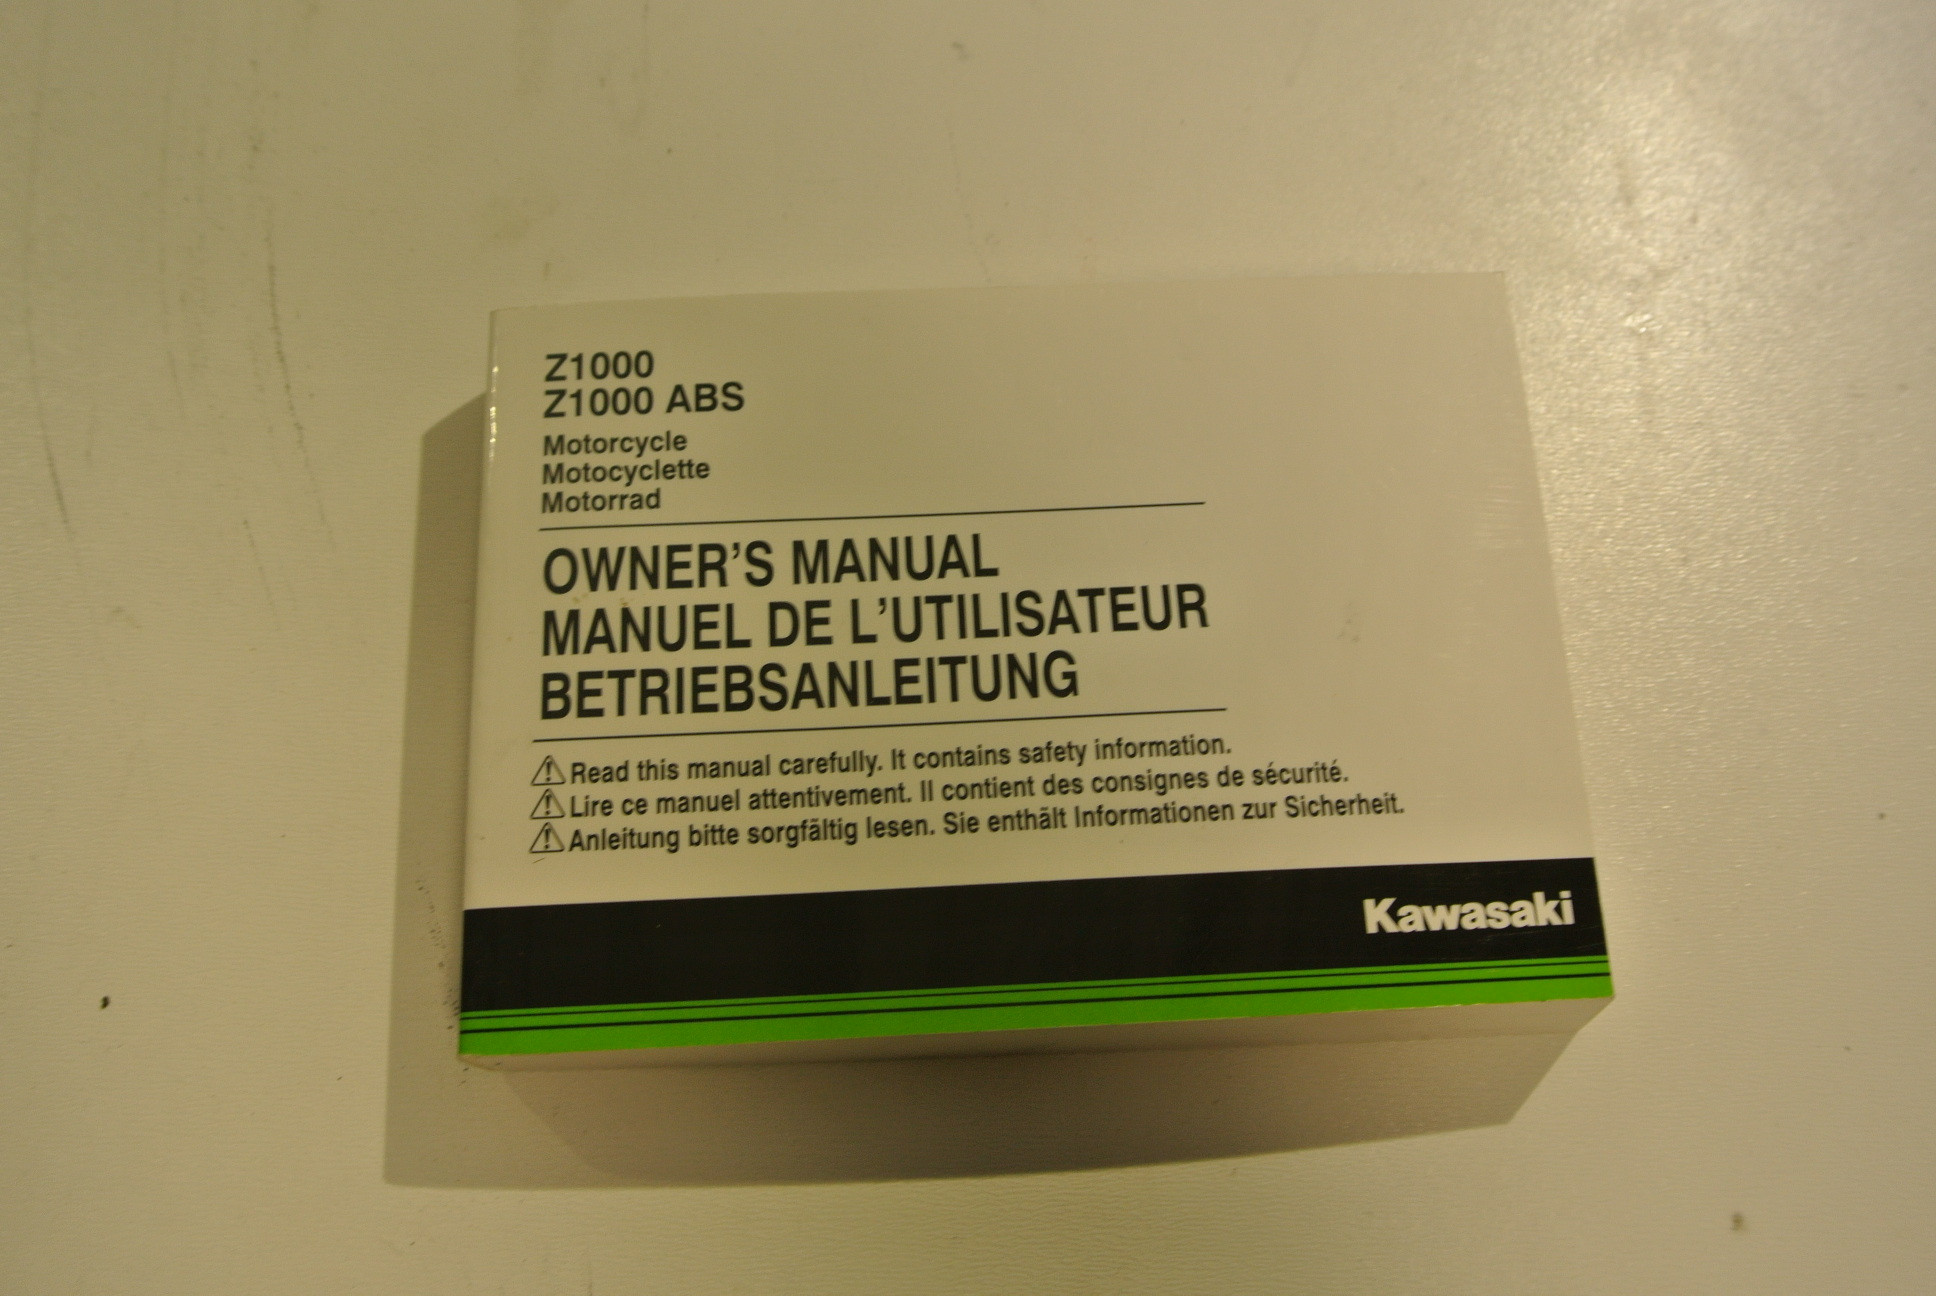 Z1000
Z1000 ABS
Motorcycle
Motocyclette
Motorrad
OWNER'S MANUAL
MANUEL DE L'UTILISATEUR
BETRIEBSANLEITUNG
Read this manual carefully. It contains safety information.
Lire ce manuel attentivement. Il contient des consignes de sécurité.
Anleitung bitte sorgfältig lesen. Sie enthält Informationen zur Sicherheit.
Kawasaki